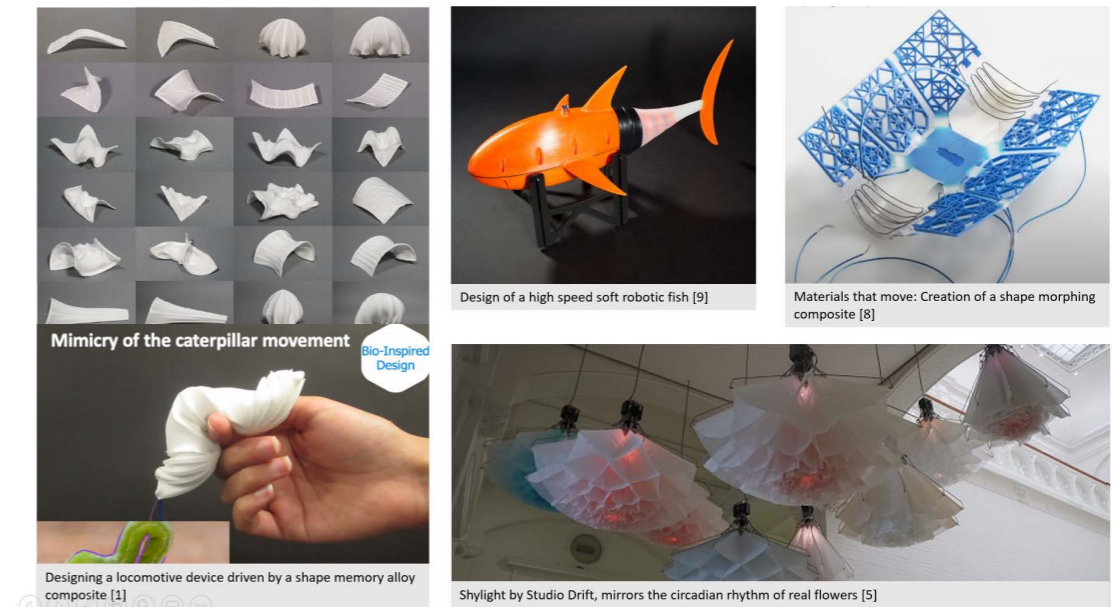 Mimicry of the caterpillar movement
Bio-Inspired
Design
Designing a locomotive device driven by a shape memory alloy
composite [1]
Design of a high speed soft robotic fish [9]
Materials that move: Creation of a shape morphing
composite [8]
Shylight by Studio Drift, mirrors the circadian rhythm of real flowers [5]